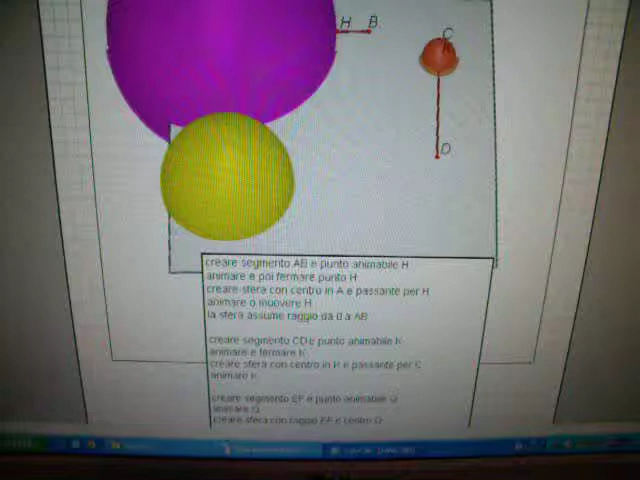 H B
C
D
creare segmento AB e punto animabile H
animare e poi fermare punto H
creare sfera con centro in A e passante per H
animare o muovere H
la sfera assume raggio da 0 a AB
creare segmento CD e punto animabile K
animare e fermare K
creare sfera con centro in K e passante per C
animare K
creare segmento EF e punto animabile Q
animare Q
creare sfera con raggio EF e centro Q